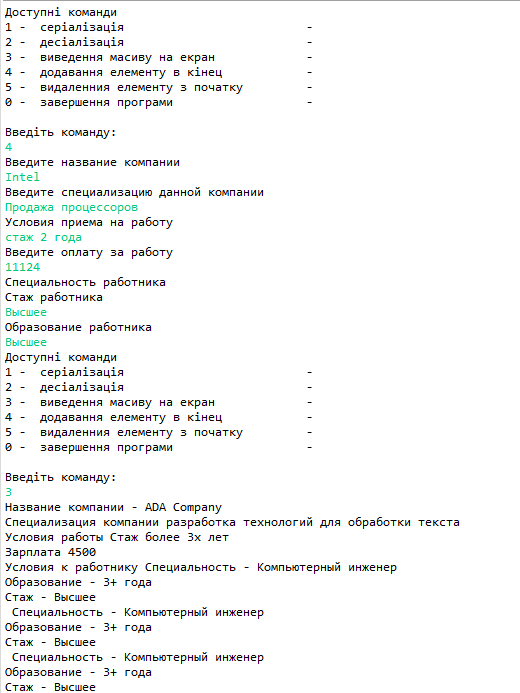 Доступні команди
1 -  серіалізація                          -
2 -  десіалізація                          -
3 -  виведення масиву на екран             -
4 -  додавання елементу в кінец            -
5 -  видаленния елементу з початку         -
0 -  завершення програми                   -
Введіть команду:
4
Введите название компании
Intel
Введите специализацию данной компании
Продажа процессоров
Условия приема на работу
стаж 2 года
Введите оплату за работу
11124
Специальность работника
Стаж работника
Высшее
Образование работника
Высшее
Доступні команди
1 -  серіалізація                          -
2 -  десіалізація                          -
3 -  виведення масиву на екран             -
4 -  додавання елементу в кінец            -
5 -  видаленния елементу з початку         -
0 -  завершення програми                   -
Введіть команду:
3
Название компании - ADA Company
Специализация компании разработка технологий для обработки текста
Условия работы Стаж более 3х лет
Зарплата 4500
Условия к работнику Специальность - Компьютерный инженер
Образование - 3+ года
Стаж - Высшее
 Специальность - Компьютерный инженер
Образование - 3+ года
Стаж - Высшее
 Специальность - Компьютерный инженер
Образование - 3+ года
Стаж - Высшее